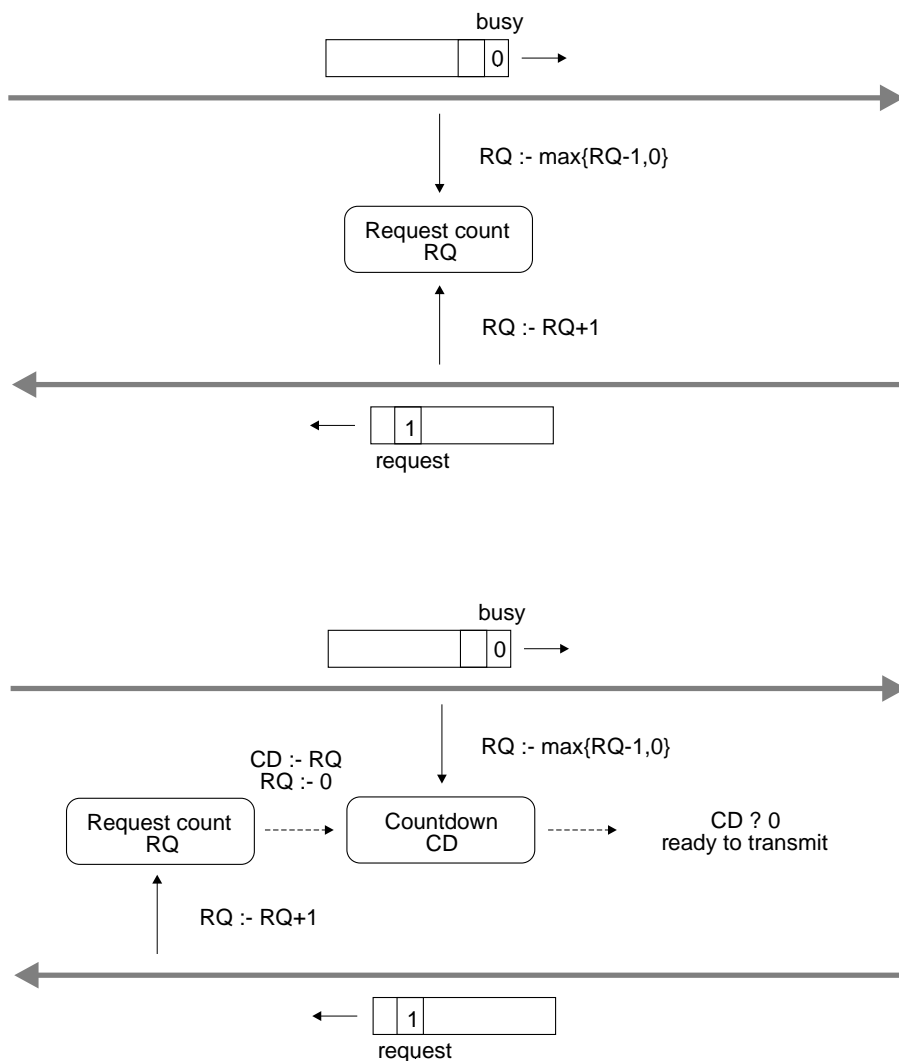 busy
0
RQ :- max{RQ-1,0}
Request count
RQ
RQ :- RQ+1
1
request
busy
0
RQ :- max{RQ-1,0}
CD :- RQ
RQ :- 0
Request count
RQ
Countdown
CD
CD ? 0
ready to transmit
RQ :- RQ+1
1
request